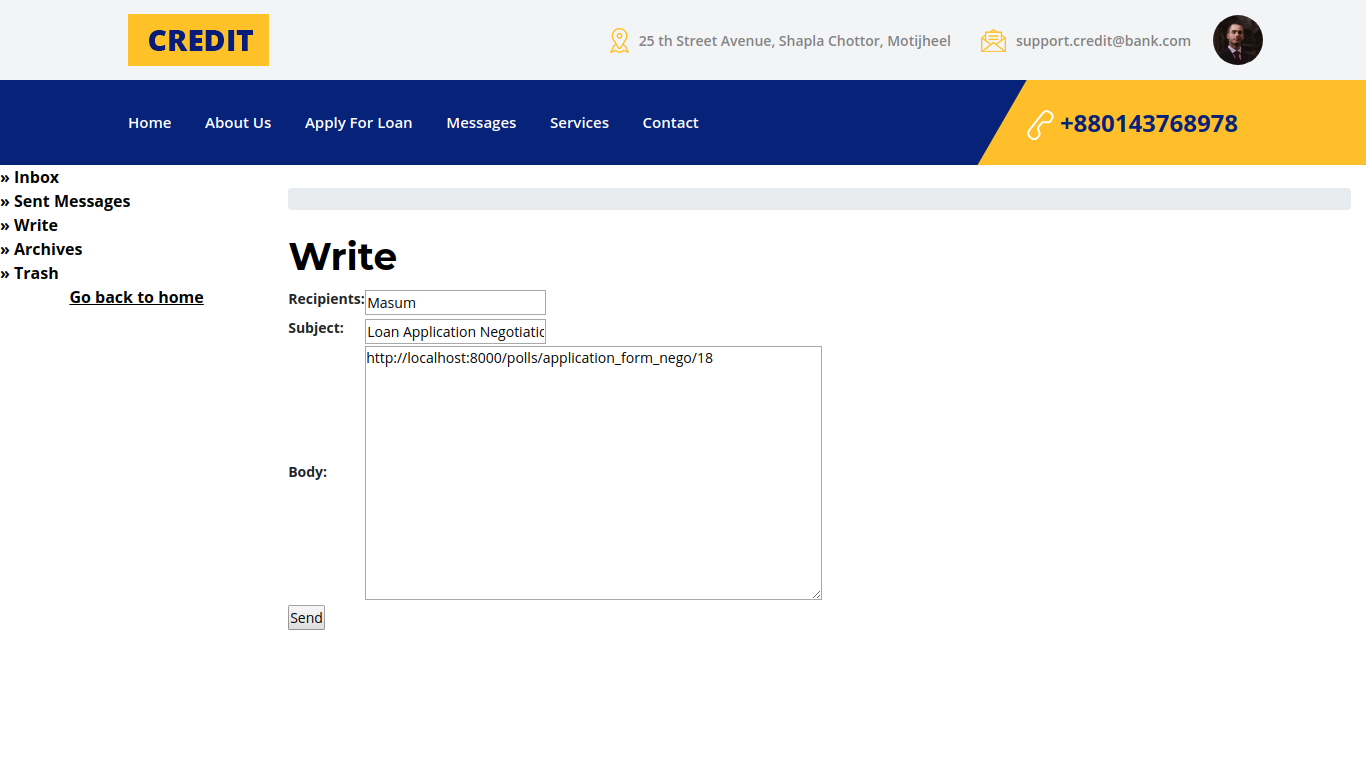 CREDIT
25 th Street Avenue, Shapla Chottor, Motijheel
support.credit@bank.com
Home
About Us
Apply For Loan
Messages
Services
Contact
+880143768978
» Inbox
» Sent Messages
» Write
» Archives
» Trash
Go back to home
Write
Recipients:
Masum
Subject:
Loan Application Negotiatic
http://localhost:8000/polls/application_form_nego/18
Body:
Send